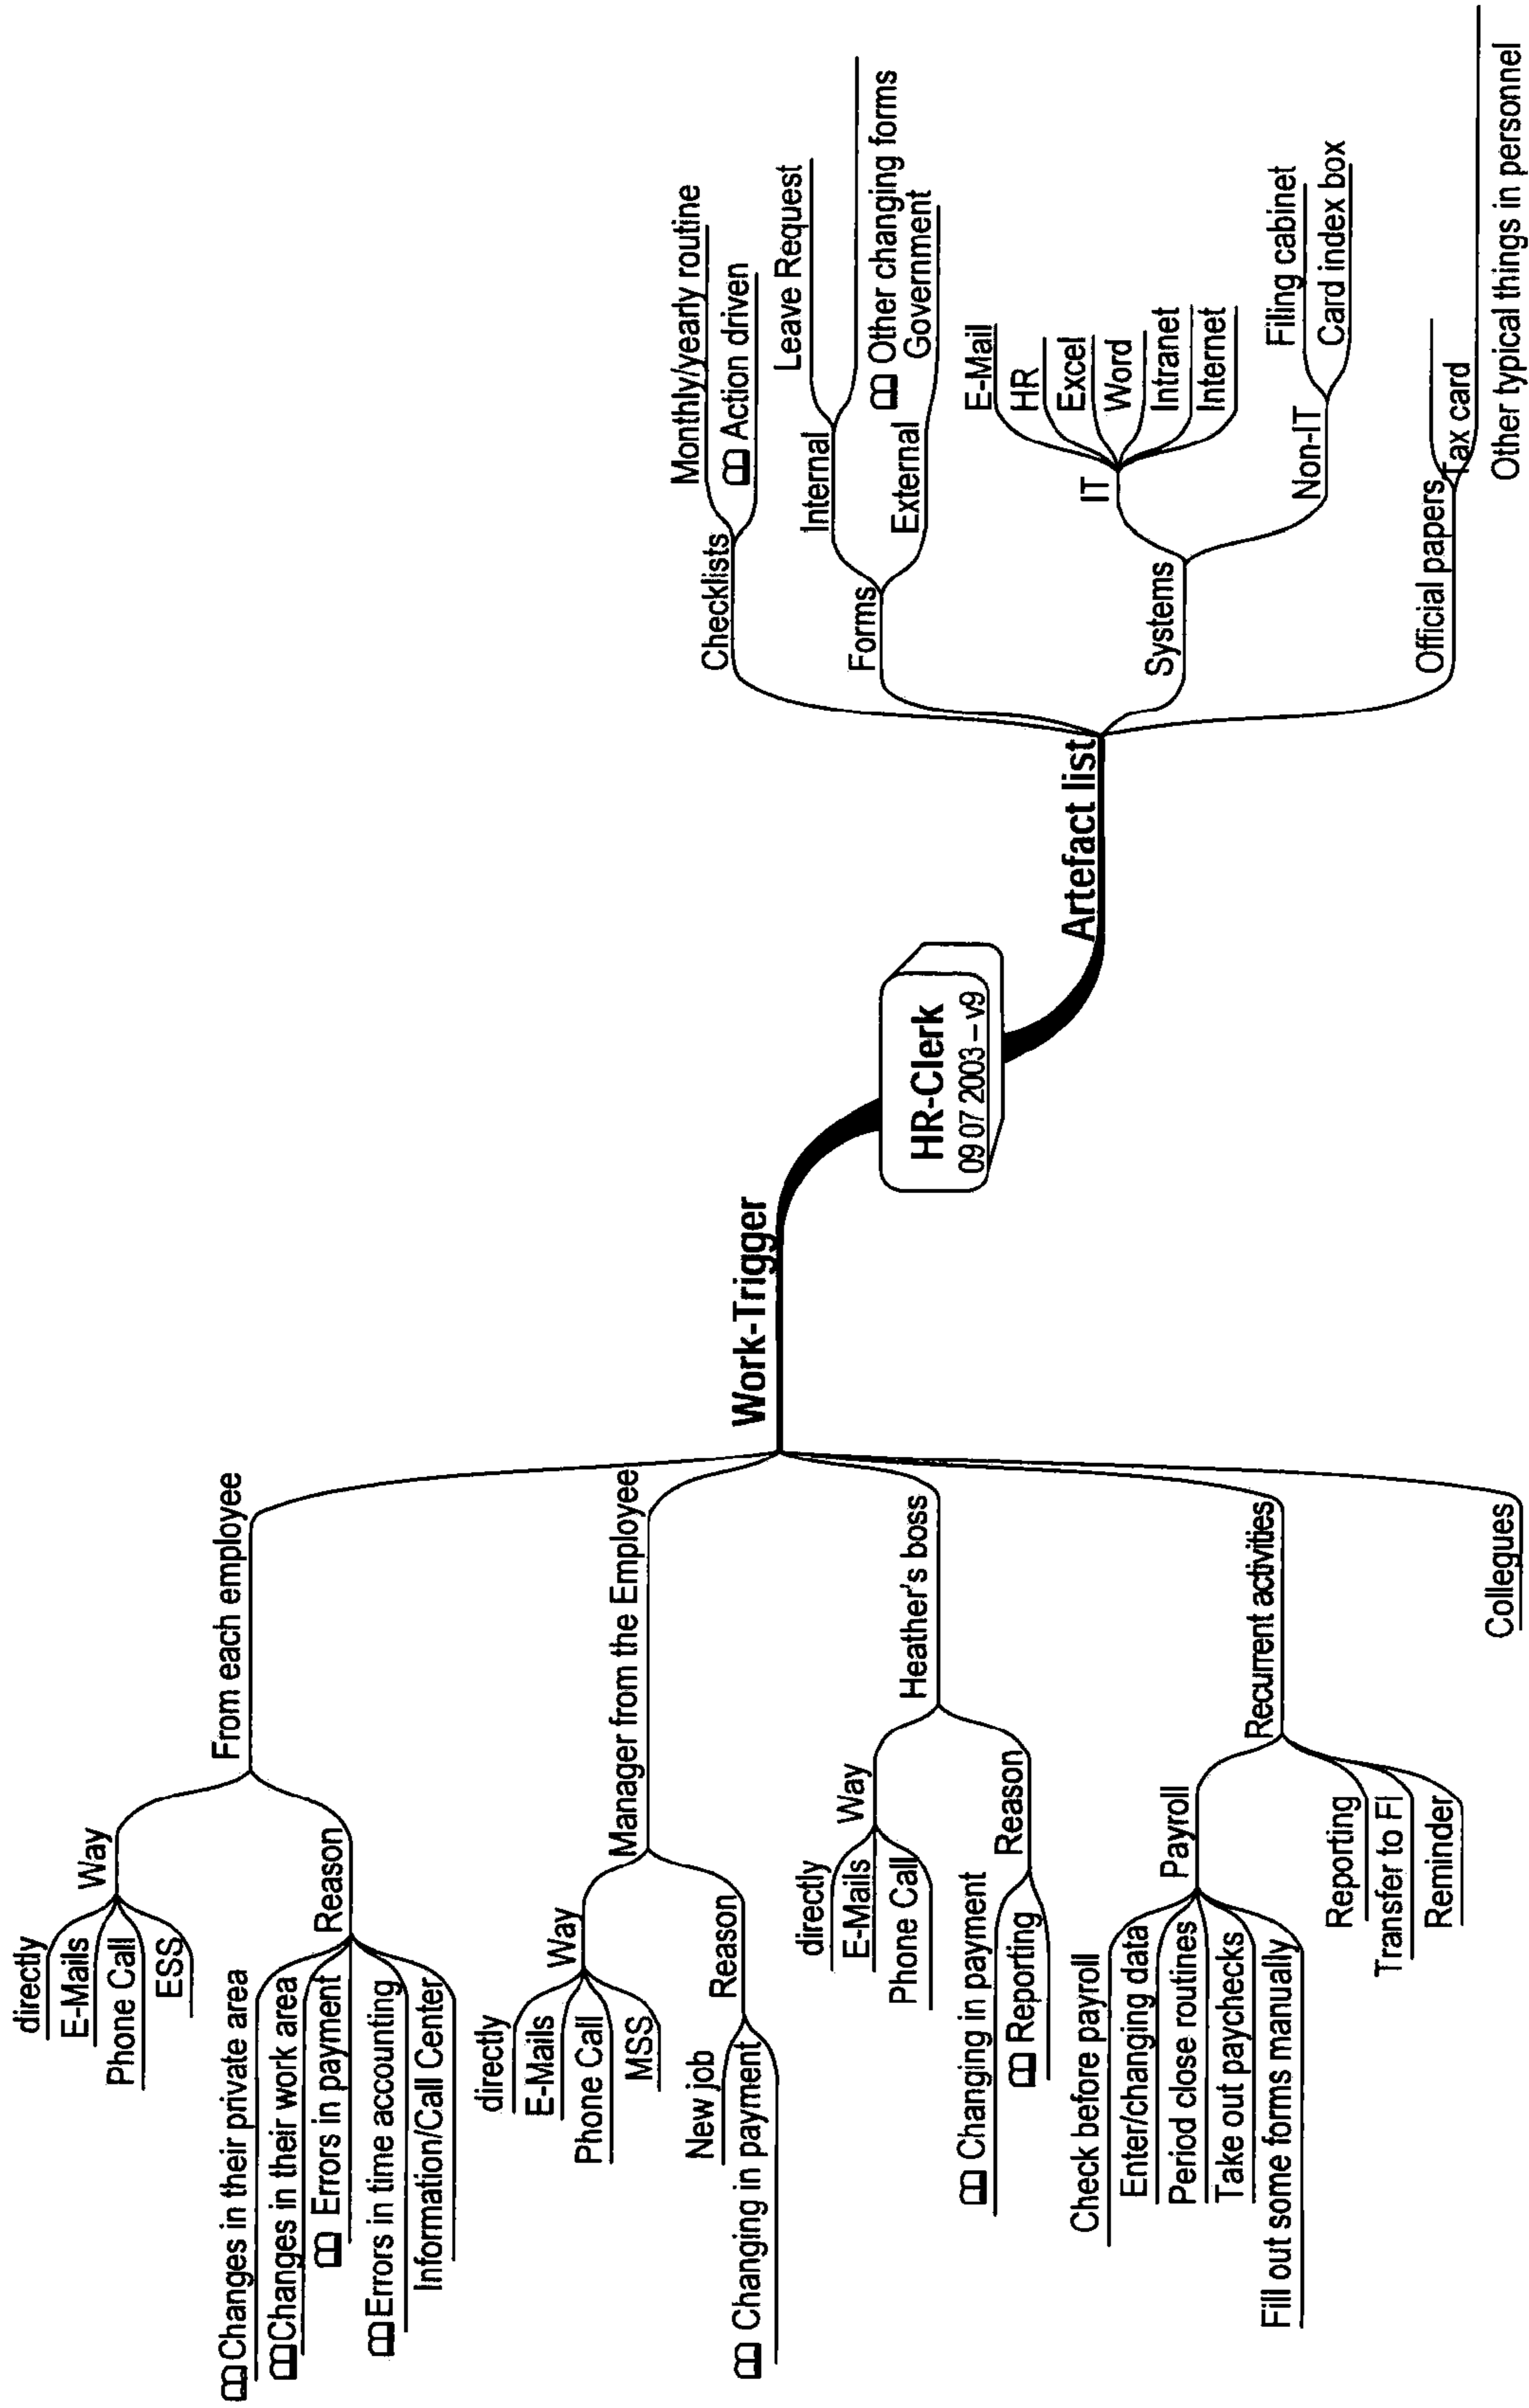 directly
E-Mails
Phone Call
ESS
Way
Changes in their private area
Changes in their work area
Errors in payment
Errors in time accounting
Information/Call Center
Reason
From each employee
directly
E-Mails
Phone Call
MSS
Way
New job
Changing in payment
Reason
Manager from the Employee
directly
E-Mails
Phone Call
Way
Changing in payment
Reporting
Reason
Heather's boss
Check before payroll
Enter/changing data
Period close routines
Take out paychecks
Fill out some forms manually
Payroll
Reporting
Transfer to FI
Reminder
Recurrent activities
Collegues
Work-Trigger
HR-Clerk
09 07 2003 – v9
Artefact list
Checklists
Monthly/yearly routine
Action driven
Forms
Internal
Leave Request
Other changing forms
External
Government
Systems
IT
E-Mail
HR
Excel
Word
Intranet
Internet
Non-IT
Filling cabinet
Card index box
Official papers
Tax card
Other typical things in personnel